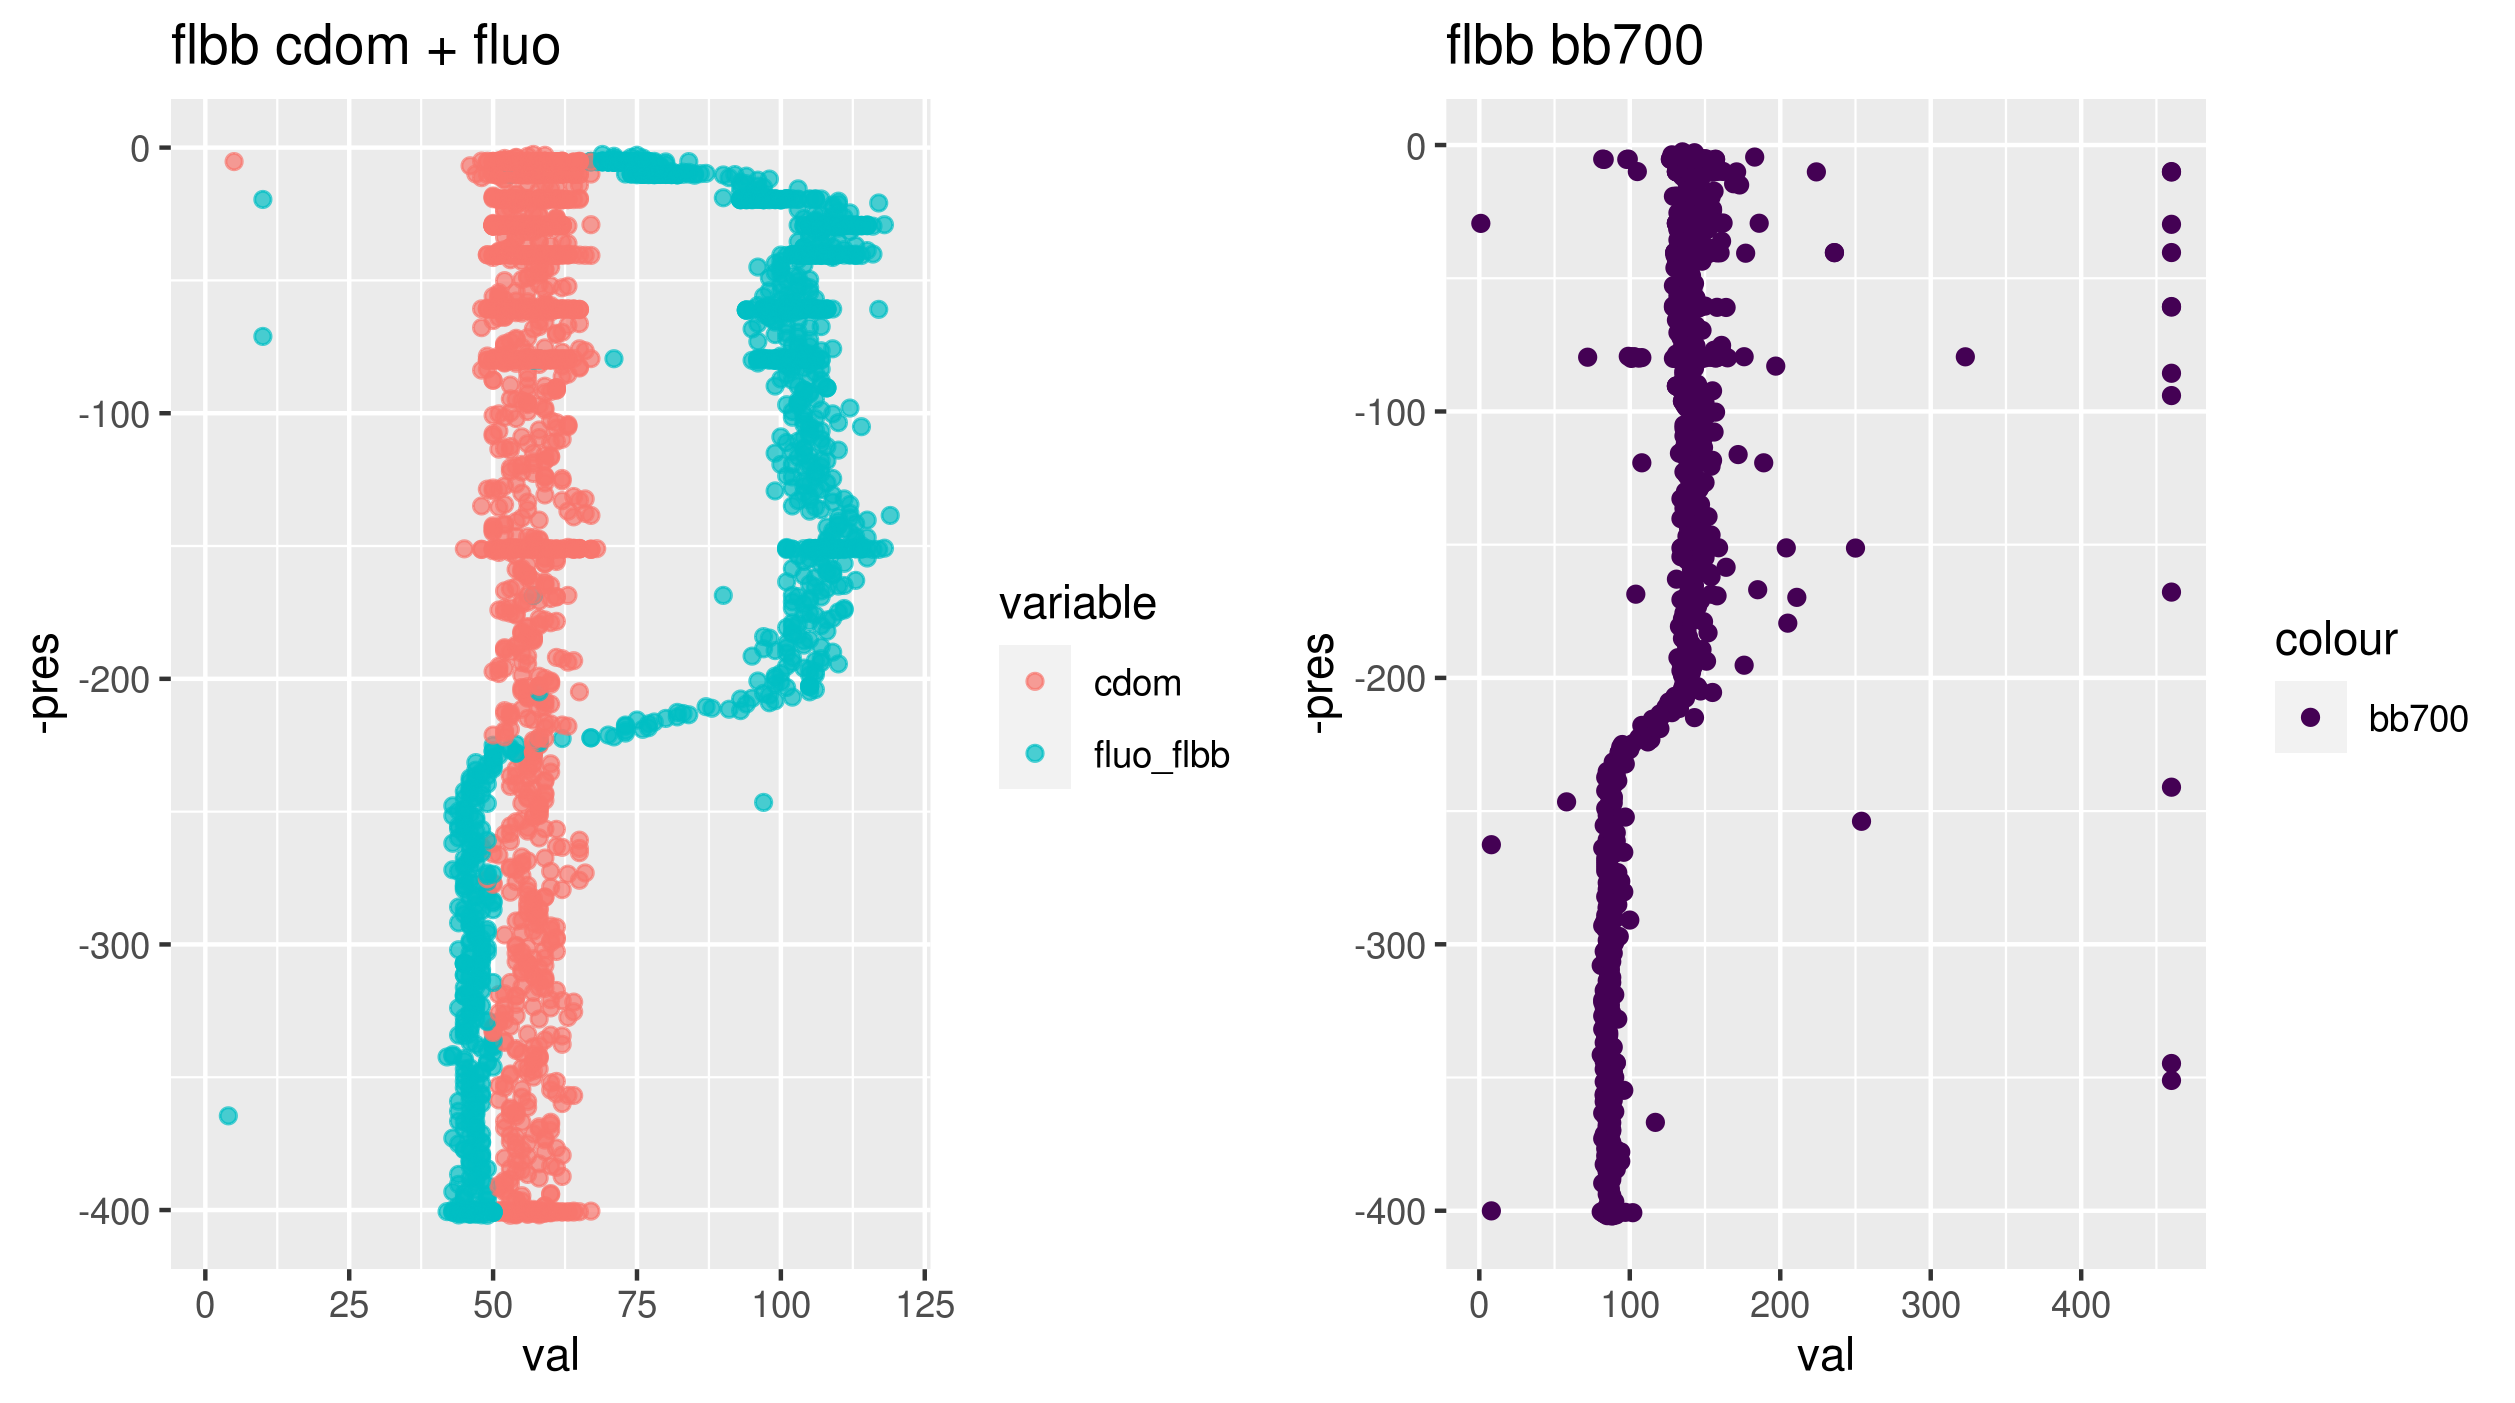 flbb cdom + fluo
0
-100
-200
-300
-400
-pres
0 25 50 75 100 125
val
variable
cdom
fluo_flbb
flbb bb700
0
-100
-200
-300
-400
-pres
0 100 200 300 400
val
colour
bb700